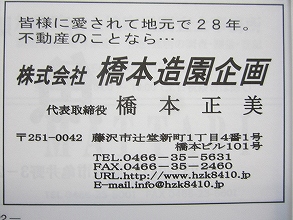 皆様に愛されて地元で28年。
不動産のことなら…
株式会社 橋本造園企画
代表取締役 橋本正美
〒251-0042 藤沢市辻堂新町1丁目4番1号
橋本ビル101号
TEL.0466-35-5631
FAX.0466-35-2460
URL.http://www.hzk8410.jp
E-mail.info@hzk8410.jp